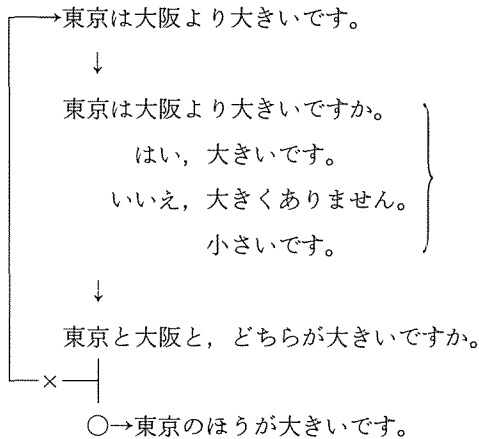 →東京は大阪より大きいです。
↓
東京は大阪より大きいですか。
はい，大きいです。
いいえ，大きくありません。
小さいです。
↓
東京と大阪と，どちらが大きいですか。
×
○→東京のほうが大きいです。